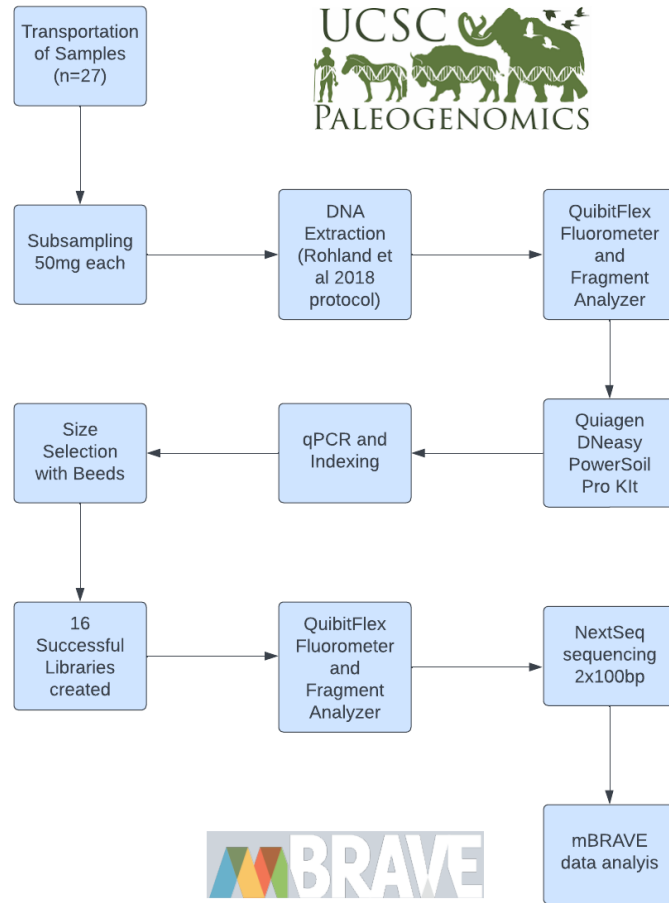 Transportation
of Samples
(n=27)
UCSC
PALEOGENOMICS
Subsampling
50mg each
DNA
Extraction
(Rohland et
al 2018
protocol)
QuibitFlex
Fluorometer
and
Fragment
Analyzer
Size
Selection
with Beeds
qPCR and
Indexing
Quiagen
DNeasy
PowerSoil
Pro KIt
16
Successful
Libraries
created
QuibitFlex
Fluorometer
and
Fragment
Analyzer
NextSeq
sequencing
2x100bp
mBRAVE
data analyis
mBRAVE